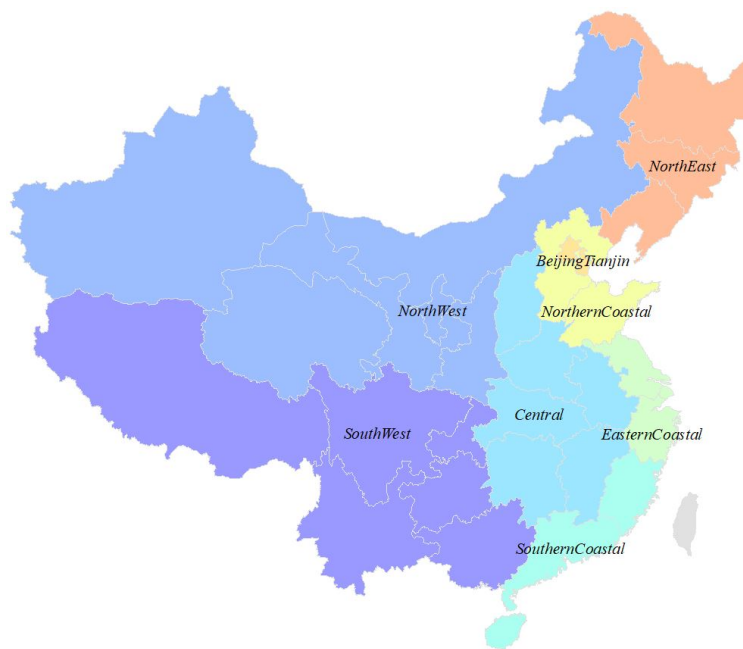 NorthEast
BeijingTianjin
NorthWest
NorthernCoastal
Central
SouthWest
EasternCoastal
SouthernCoastal